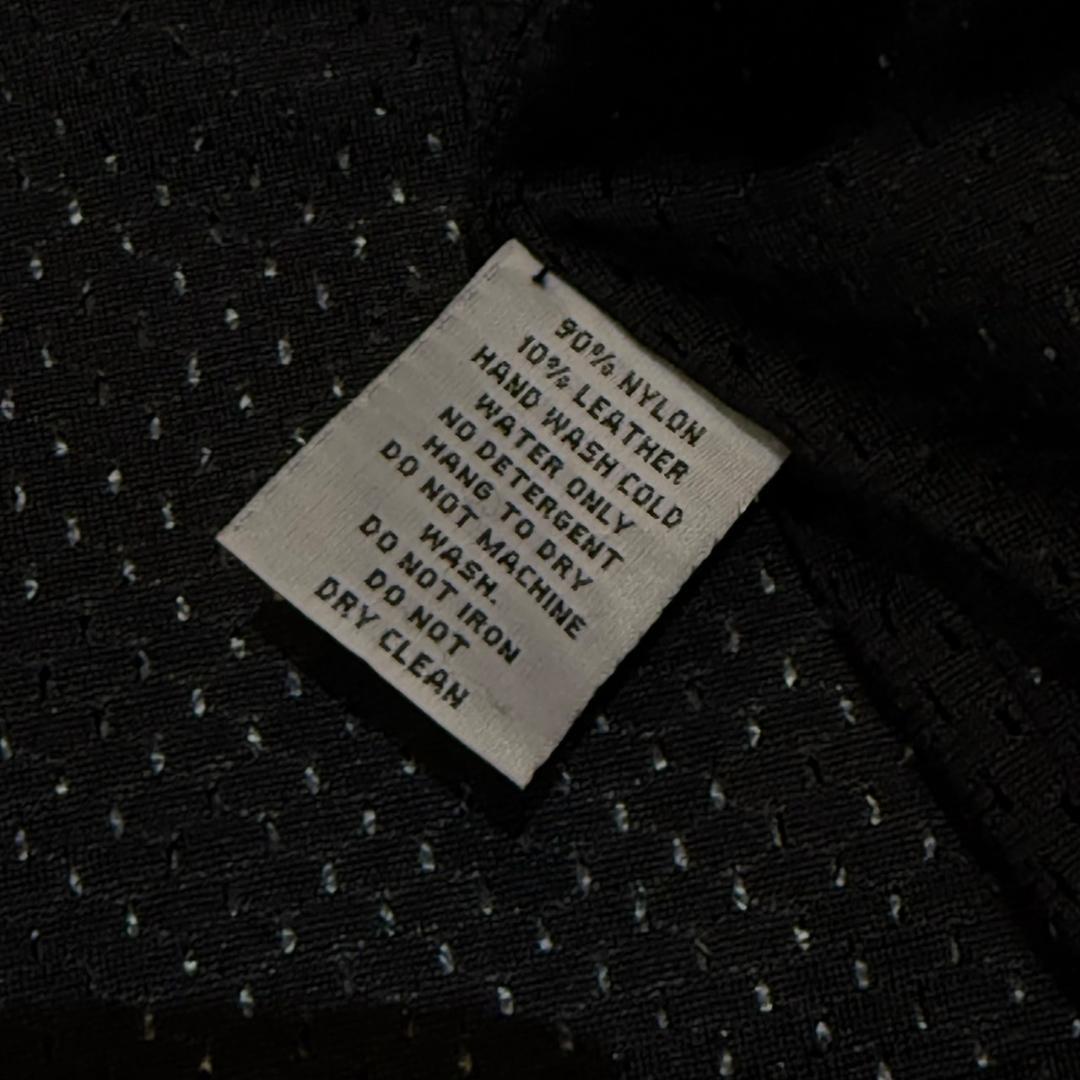 90% NYLON
10% LEATHER
HAND WASH COLD
WATER ONLY
NO DETERGENT
HANG TO DRY
DO NOT MACHINE
WASH.
DO NOT IRON
DO NOT
DRY CLEAN